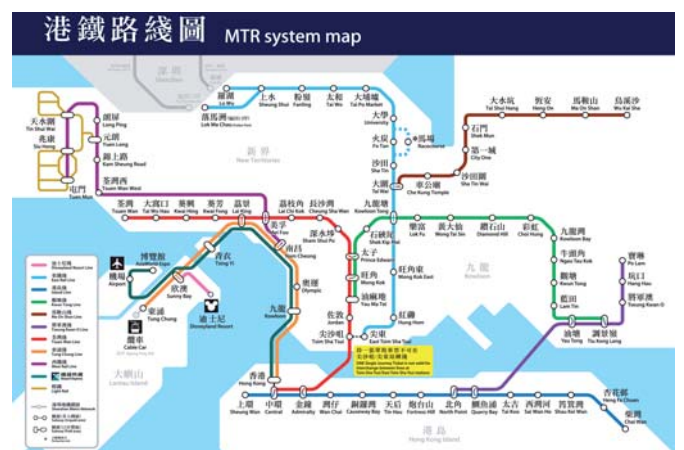 港鐵路綫圖 MTR system map
深圳
Shenzhen
羅湖
Lo Wu
上水
Sheung Shui
粉嶺
Fanling
太和
Tai Wo
大埔墟
Tai Po Market
落馬洲
Lok Ma Chau
大學
University
火炭
Fo Tan
馬場
Racecourse
沙田
Sha Tin
大圍
Tai Wai
新界
New Territories
大水坑
Tai Shui Hang
恆安
Heng On
馬鞍山
Ma On Shan
烏溪沙
Wu Kai Sha
石門
Shek Mun
第一城
City One
沙田圍
Sha Tin Wai
車公廟
Che Kung Temple
天水圍
Tin Shui Wai
兆康
Siu Hong
屯門
Tuen Mun
朗屏
Long Ping
元朗
Yuen Long
錦上路
Kam Sheung Road
荃灣西
Tsuen Wan West
荃灣
Tsuen Wan
大窩口
Tai Wo Hau
葵興
Kwai Hing
葵芳
Kwai Fong
荔景
Lai King
美孚
Mei Foo
荔枝角
Lai Chi Kok
長沙灣
Cheung Sha Wan
深水埗
Sham Shui Po
太子
Prince Edward
旺角
Mong Kok
油麻地
Yau Ma Tei
佐敦
Jordan
尖沙咀
Tsim Sha Tsui
尖東
East Tsim Sha Tsui
紅磡
Hung Hom
旺角東
Mong Kok East
九龍塘
Kowloon Tong
石硤尾
Shek Kip Mei
樂富
Lok Fu
黃大仙
Wong Tai Sin
鑽石山
Diamond Hill
彩虹
Choi Hung
九龍灣
Kowloon Bay
牛頭角
Ngau Tau Kok
觀塘
Kwun Tong
藍田
Lam Tin
油塘
Yau Tong
調景嶺
Tiu Keng Leng
將軍澳
Tseung Kwan O
坑口
Hang Hau
寶琳
Po Lam
九龍
Kowloon
南昌
Nam Cheong
奧運
Olympic
九龍
Kowloon
香港
Hong Kong
青衣
Tsing Yi
博覽館
AsiaWorld-Expo
機場
Airport
欣澳
Sunny Bay
迪士尼
Disneyland Resort
東涌
Tung Chung
纜車
Cable Car
大嶼山
Lantau Island
上環
Sheung Wan
中環
Central
金鐘
Admiralty
灣仔
Wan Chai
銅鑼灣
Causeway Bay
天后
Tin Hau
炮台山
Fortress Hill
北角
North Point
鰂魚涌
Quarry Bay
太古
Tai Koo
西灣河
Sai Wan Ho
筲箕灣
Shau Kei Wan
杏花邨
Heng Fa Chuen
柴灣
Chai Wan
港島
Hong Kong Island